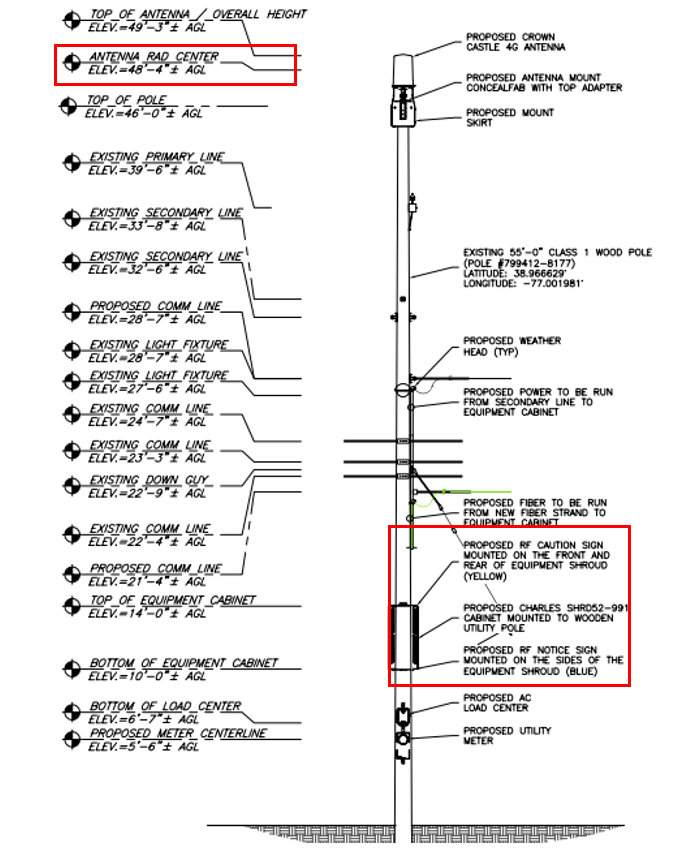 TOP OF ANTENNA / OVERALL HEIGHT
ELEV.=49'-3"± AGL
ANTENNA RAD CENTER
ELEV.=48'-4"± AGL
TOP OF POLE
ELEV.=46'-0"± AGL
EXISTING PRIMARY LINE
ELEV.=39'-6"± AGL
EXISTING SECONDARY LINE
ELEV.=33'-8"± AGL
EXISTING SECONDARY LINE
ELEV.=32'-6"± AGL
PROPOSED COMM LINE
ELEV.=28'-7"± AGL
EXISTING LIGHT FIXTURE
ELEV.=28'-7"± AGL
EXISTING LIGHT FIXTURE
ELEV.=27'-6"± AGL
EXISTING COMM LINE
ELEV.=24'-7"± AGL
EXISTING COMM LINE
ELEV.=23'-3"± AGL
EXISTING DOWN GUY
ELEV.=22'-9"± AGL
EXISTING COMM LINE
ELEV.=22'-4"± AGL
PROPOSED COMM LINE
ELEV.=21'-4"± AGL
TOP OF EQUIPMENT CABINET
ELEV.=14'-0"± AGL
BOTTOM OF EQUIPMENT CABINET
ELEV.=10'-0"± AGL
BOTTOM OF LOAD CENTER
ELEV.=6'-7"± AGL
PROPOSED METER CENTERLINE
ELEV.=5'-6"± AGL
PROPOSED CROWN
CASTLE 4G ANTENNA
PROPOSED ANTENNA MOUNT
CONCEALFAB WITH TOP ADAPTER
PROPOSED MOUNT
SKIRT
EXISTING 55'-0" CLASS 1 WOOD POLE
(POLE #799412-8177)
LATITUDE: 38.966629°
LONGITUDE: -77.001981°
PROPOSED WEATHER
HEAD (TYP)
PROPOSED POWER TO BE RUN
FROM SECONDARY LINE TO
EQUIPMENT CABINET
PROPOSED FIBER TO BE RUN
FROM NEW FIBER STRAND TO
EQUIPMENT CABINET
PROPOSED RF CAUTION SIGN
MOUNTED ON THE FRONT AND
REAR OF EQUIPMENT SHROUD
(YELLOW)
PROPOSED CHARLES SHRD52-991
CABINET MOUNTED TO WOODEN
UTILITY POLE
PROPOSED RF NOTICE SIGN
MOUNTED ON THE SIDES OF THE
EQUIPMENT SHROUD (BLUE)
PROPOSED AC
LOAD CENTER
PROPOSED UTILITY
METER